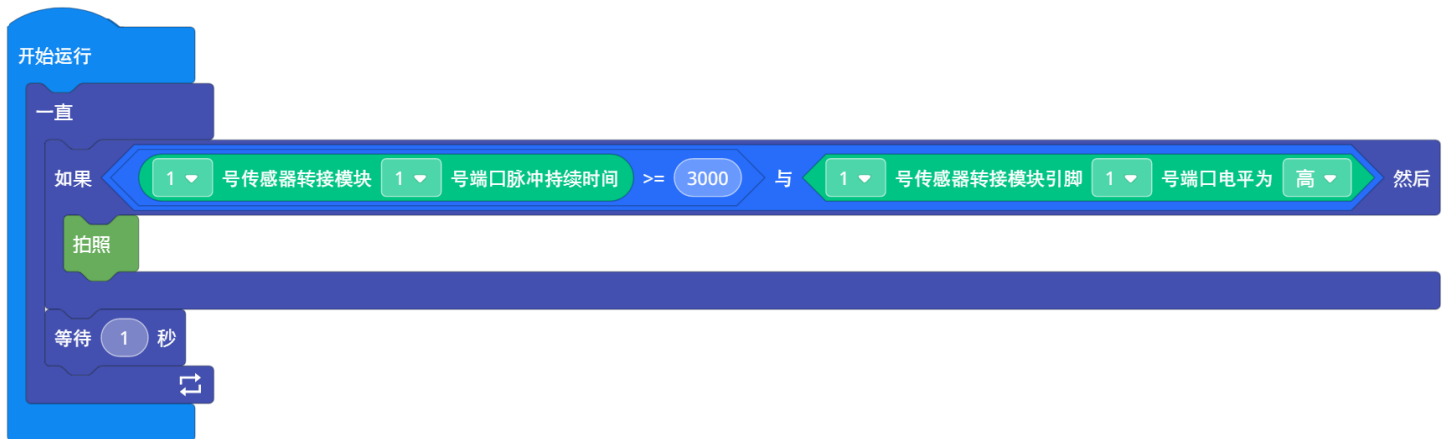 开始运行
一直
如果 1 号传感器转接模块 1 号端口脉冲持续时间 >= 3000 与 1 号传感器转接模块引脚 1 号端口电平为 高 然后
拍照
等待 1 秒